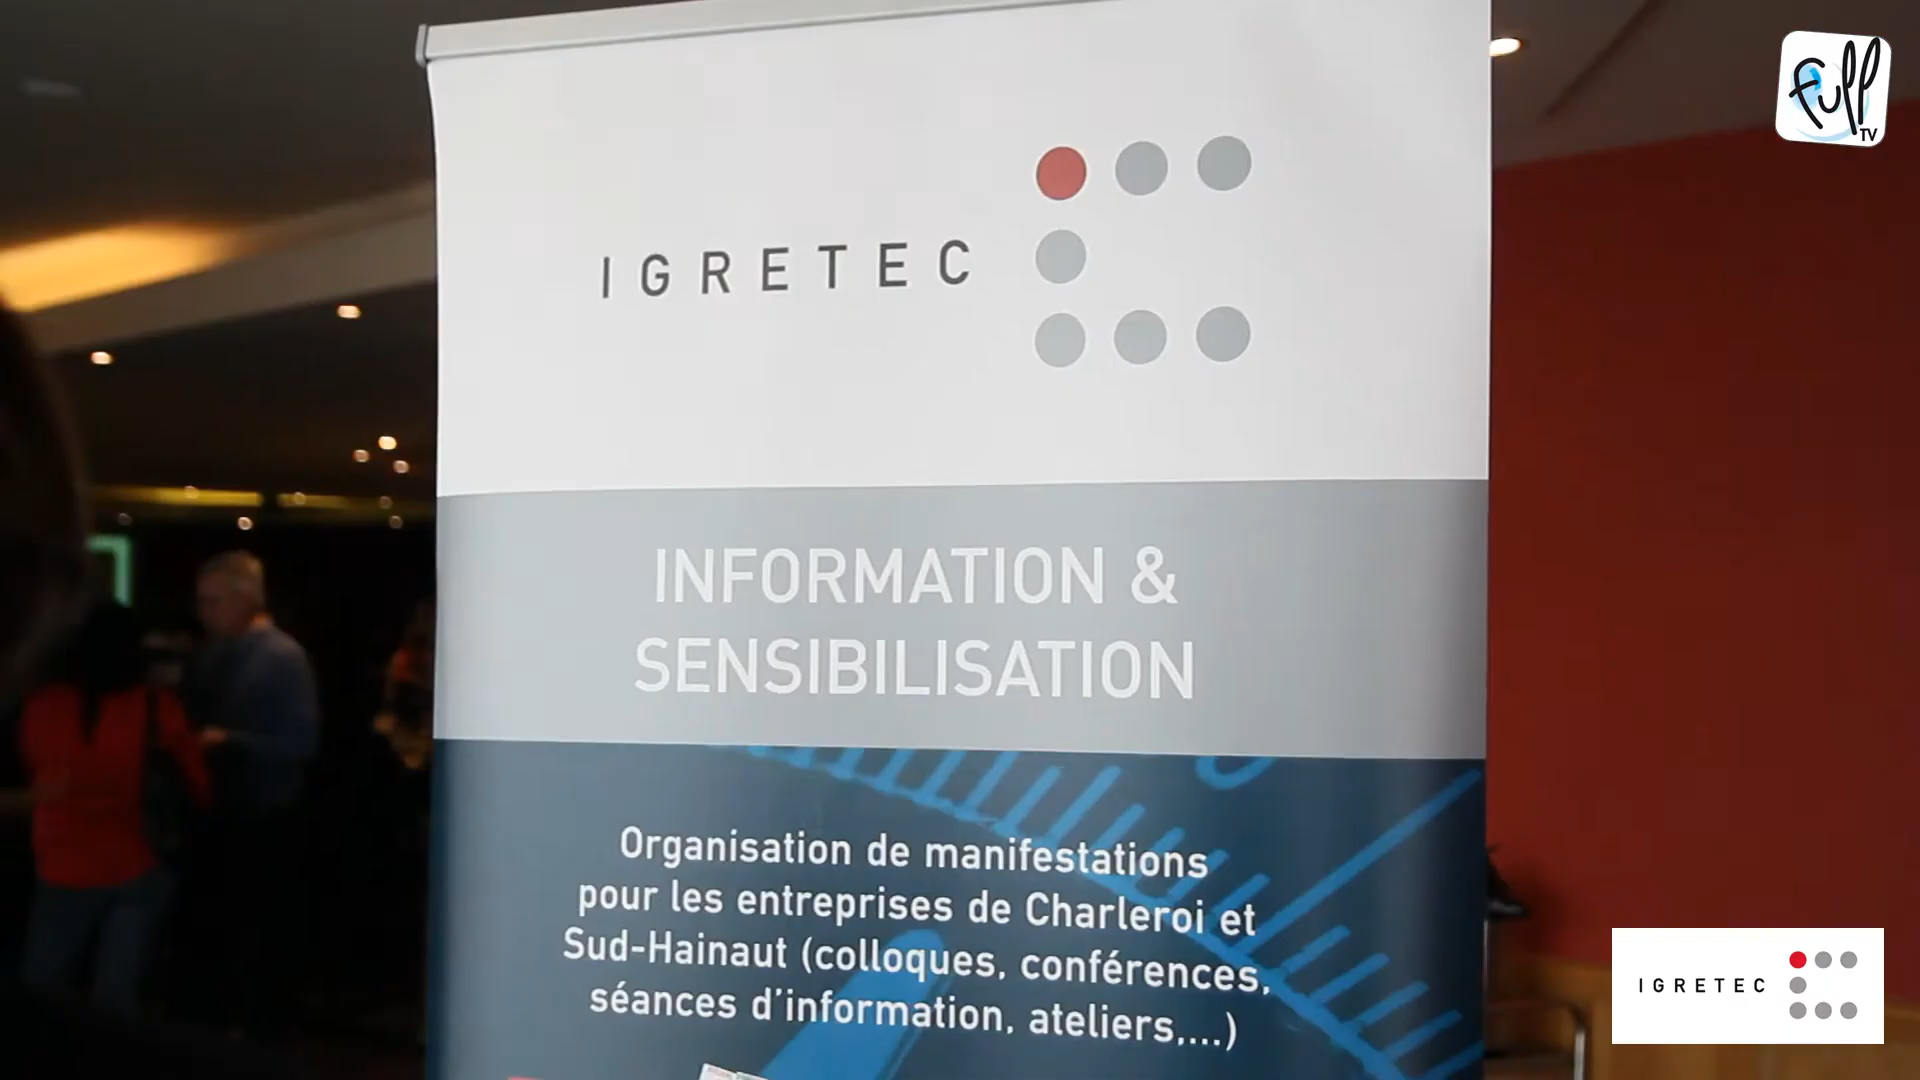 full
TV
IGRETEC
INFORMATION &
SENSIBILISATION
Organisation de manifestations
pour les entreprises de Charleroi et
Sud-Hainaut (colloques, conférences,
séances d'information, ateliers,...)
IGRETEC